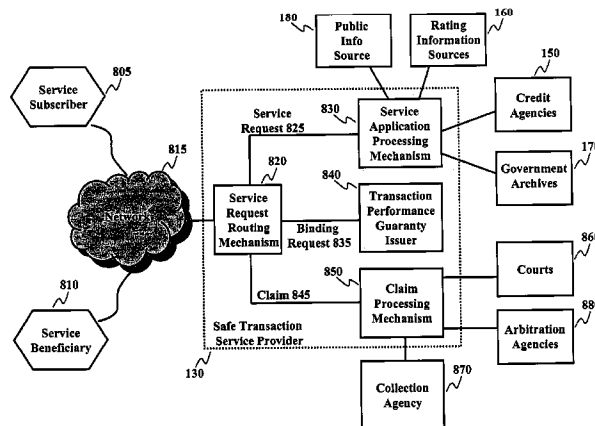 180
Public
Info
Source
160
Rating
Information
Sources
805
Service
Subscriber
150
Credit
Agencies
Service
Request 825
830
Service
Application
Processing
Mechanism
815
Network
820
Service
Request
Routing
Mechanism
Government
Archives
840
Transaction
Performance
Guaranty
Issuer
Binding
Request 835
810
Service
Beneficiary
Claim 845
850
Claim
Processing
Mechanism
Courts
Arbitration
Agencies
Safe Transaction
Service Provider
130
Collection
Agency
870